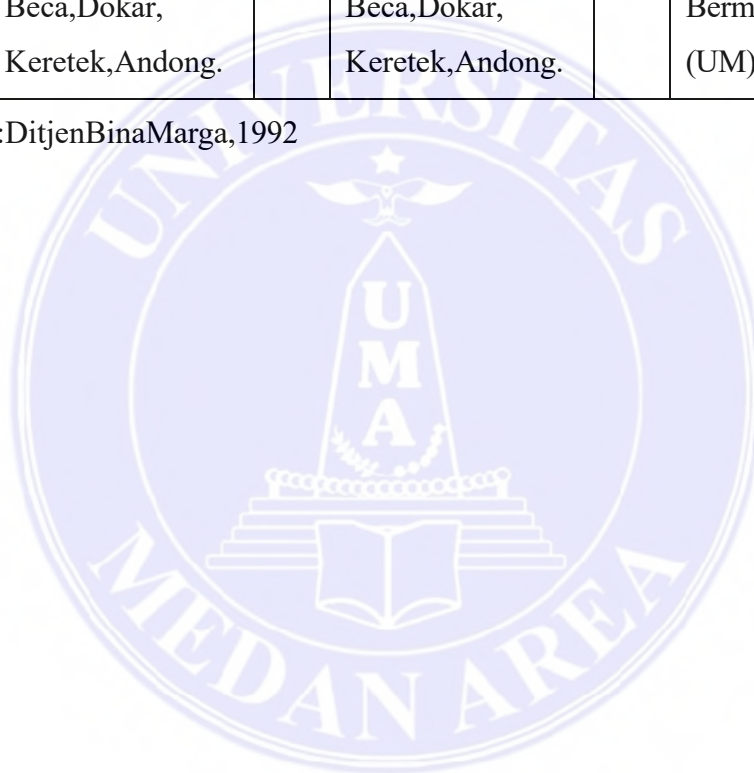 Beca,Dokar, Beca,Dokar, Berm
Keretek,Andong. Keretek,Andong. (UM)
:DitjenBinaMarga,1992
UNIVERSITAS
U
M
A
MEDAN AREA